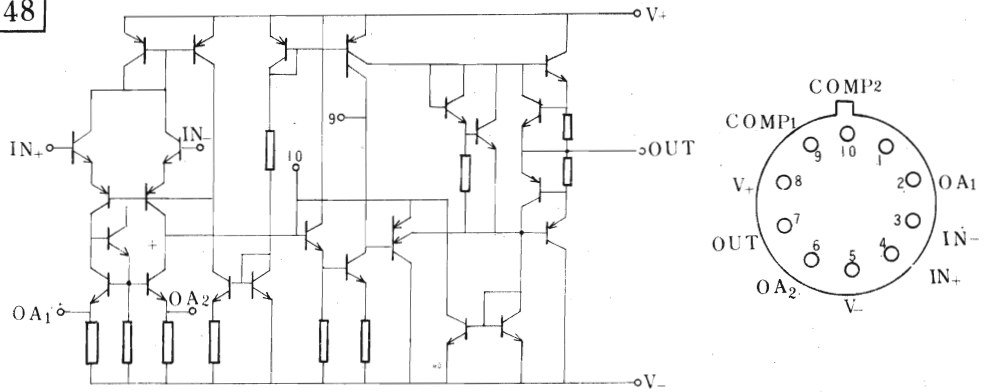 48
V+
9
IN+
IN-
10
OUT
OA1
OA2
V-
COMP2
COMP1
9
10
1
V+
8
2
OA1
7
3
IN-
OUT
6
5
4
IN+
OA2
V-